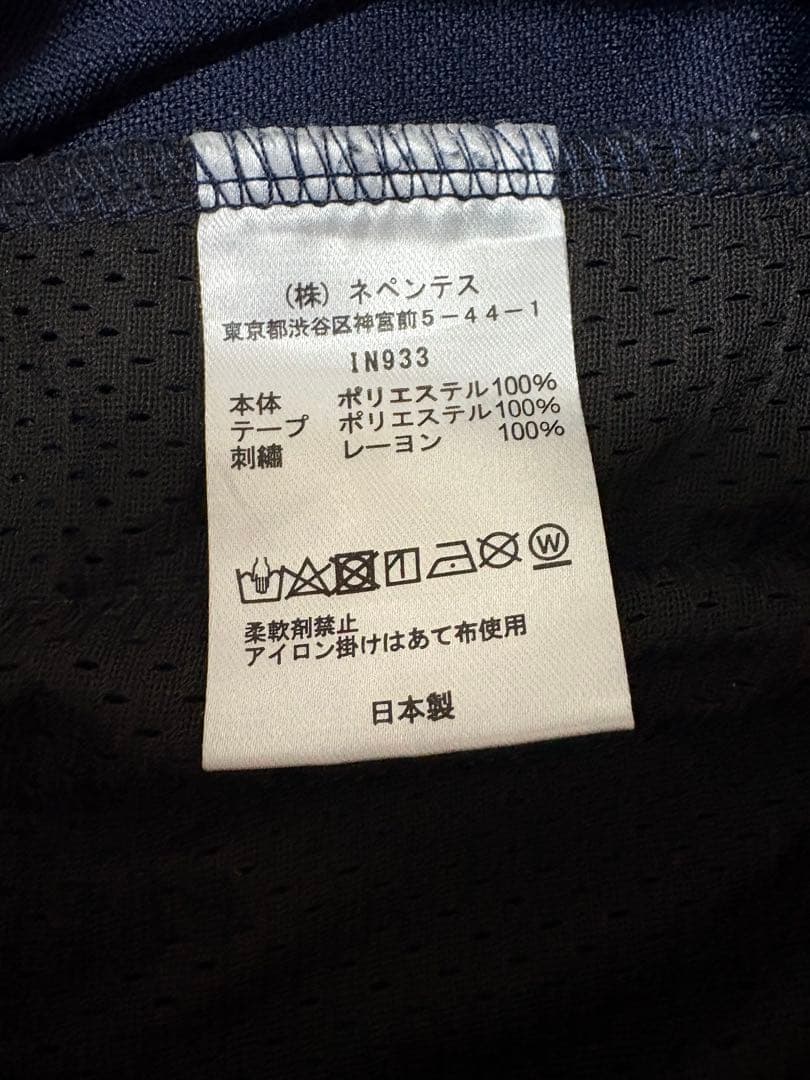 (株) ネペンテス
東京都渋谷区神宮前5-44-1
IN933
本体 ポリエステル100%
テープ ポリエステル100%
刺繡 レーヨン 100%
W
柔軟剤禁止
アイロン掛けはあて布使用
日本製